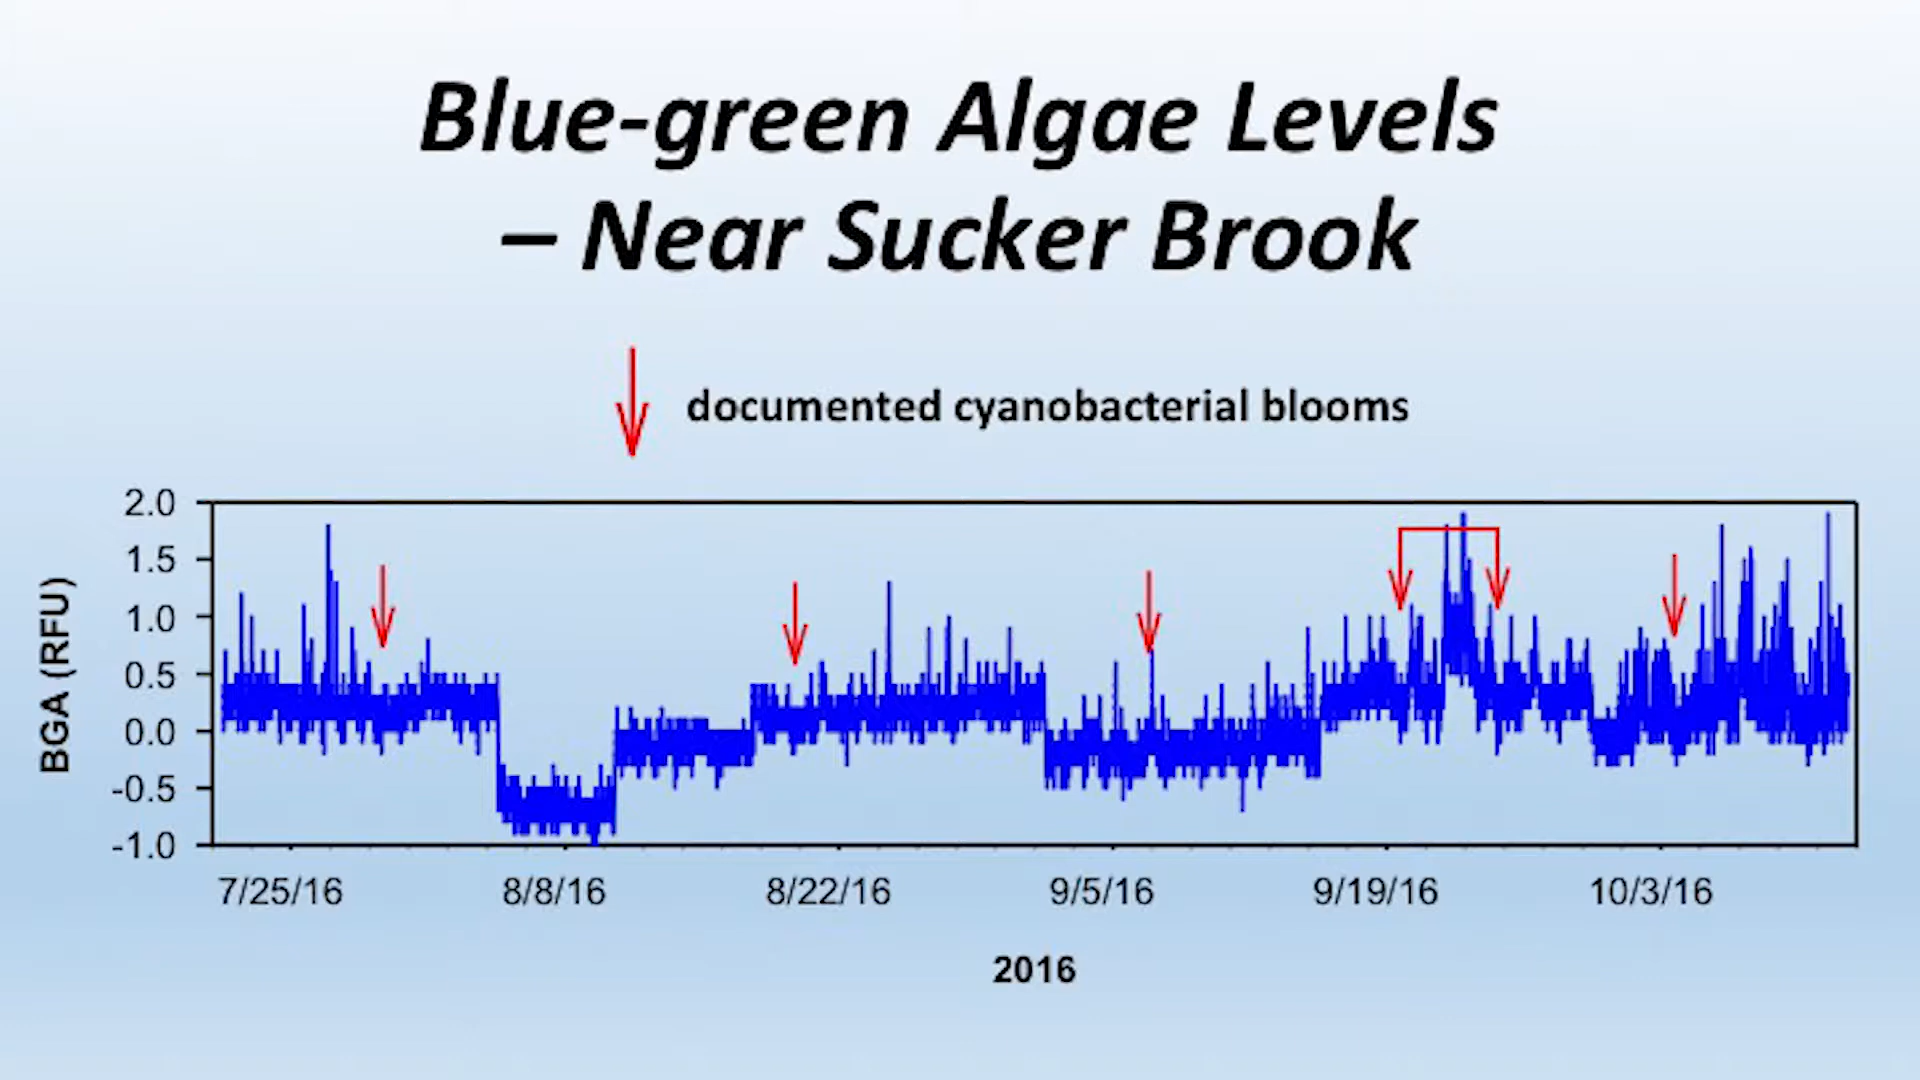 Blue-green Algae Levels
– Near Sucker Brook
documented cyanobacterial blooms
2.0
1.5
1.0
0.5
0.0
-0.5
-1.0
BGA (RFU)
7/25/16 8/8/16 8/22/16 9/5/16 9/19/16 10/3/16
2016